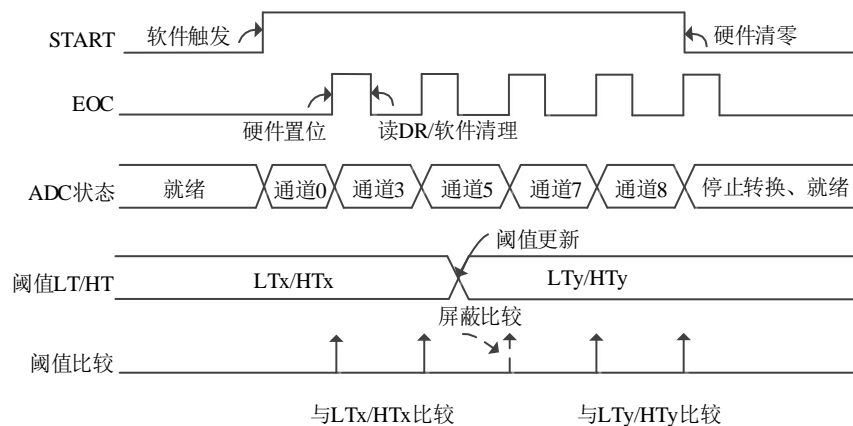 START
软件触发
硬件清零
EOC
硬件置位
读DR/软件清理
ADC状态
就绪
通道0
通道3
通道5
通道7
通道8
停止转换、就绪
阈值更新
阈值LT/HT
LTx/HTx
LTy/HTy
屏蔽比较
阈值比较
与LTx/HTx比较
与LTy/HTy比较